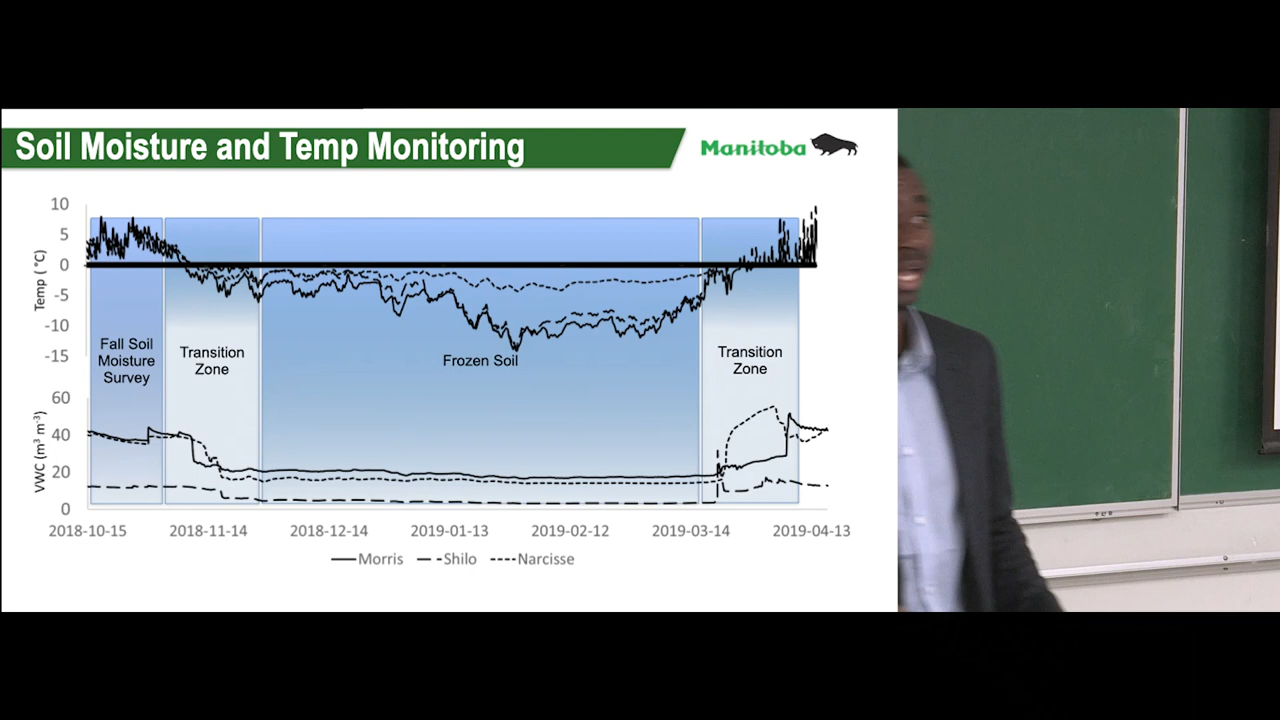 Soil Moisture and Temp Monitoring
Manitoba
10
5
0
-5
-10
-15
Temp (°C)
Fall Soil
Moisture
Survey
Transition
Zone
Frozen Soil
Transition
Zone
60
40
20
0
VWC (m³ m⁻³)
2018-10-15
2018-11-14
2018-12-14
2019-01-13
2019-02-12
2019-03-14
2019-04-13
Morris
Shilo
Narcisse